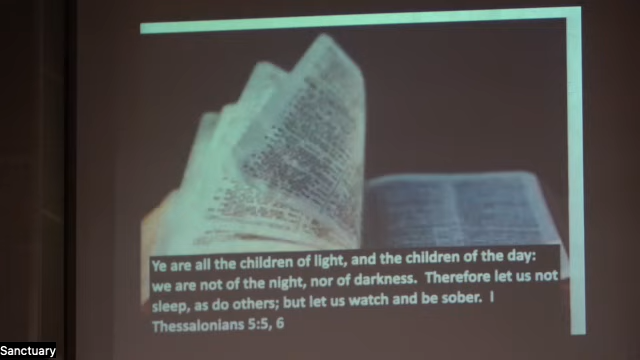 Ye are all the children of light, and the children of the day:
we are not of the night, nor of darkness.  Therefore let us not
sleep, as do others; but let us watch and be sober.  I
Thessalonians 5:5, 6
Sanctuary